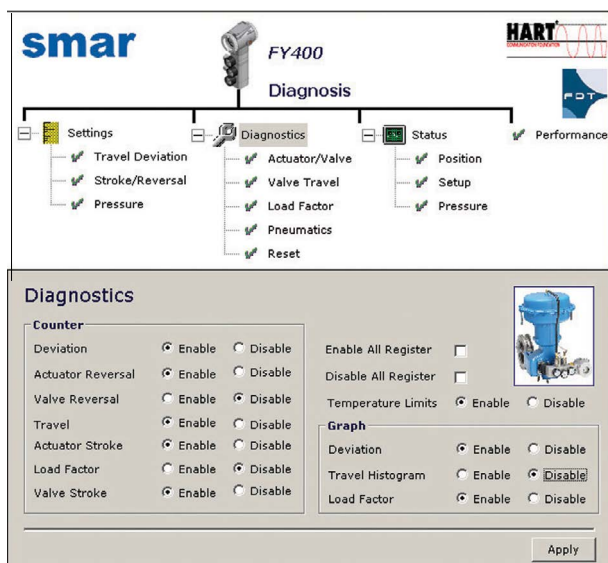 smar
FY400
Diagnosis
HART
COMMUNICATION FOUNDATION
FDT
Settings
Travel Deviation
Stroke/Reversal
Pressure
Diagnostics
Actuator/Valve
Valve Travel
Load Factor
Pneumatics
Reset
Status
Position
Setup
Pressure
Performance
Diagnostics
Counter
Deviation Enable Disable
Actuator Reversal Enable Disable
Valve Reversal Enable Disable
Travel Enable Disable
Actuator Stroke Enable Disable
Load Factor Enable Disable
Valve Stroke Enable Disable
Enable All Register
Disable All Register
Temperature Limits Enable Disable
Graph
Deviation Enable Disable
Travel Histogram Enable Disable
Load Factor Enable Disable
Apply